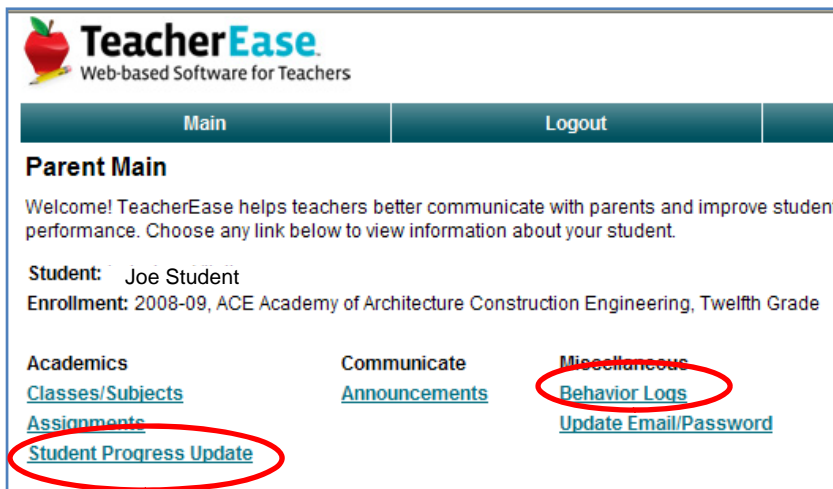 TeacherEase
Web-based Software for Teachers
Main Logout
Parent Main
Welcome! TeacherEase helps teachers better communicate with parents and improve student
performance. Choose any link below to view information about your student.
Student: Joe Student
Enrollment: 2008-09, ACE Academy of Architecture Construction Engineering, Twelfth Grade
Academics Communicate Miscellaneous
Classes/Subjects Announcements Behavior Logs
Assignments Update Email/Password
Student Progress Update